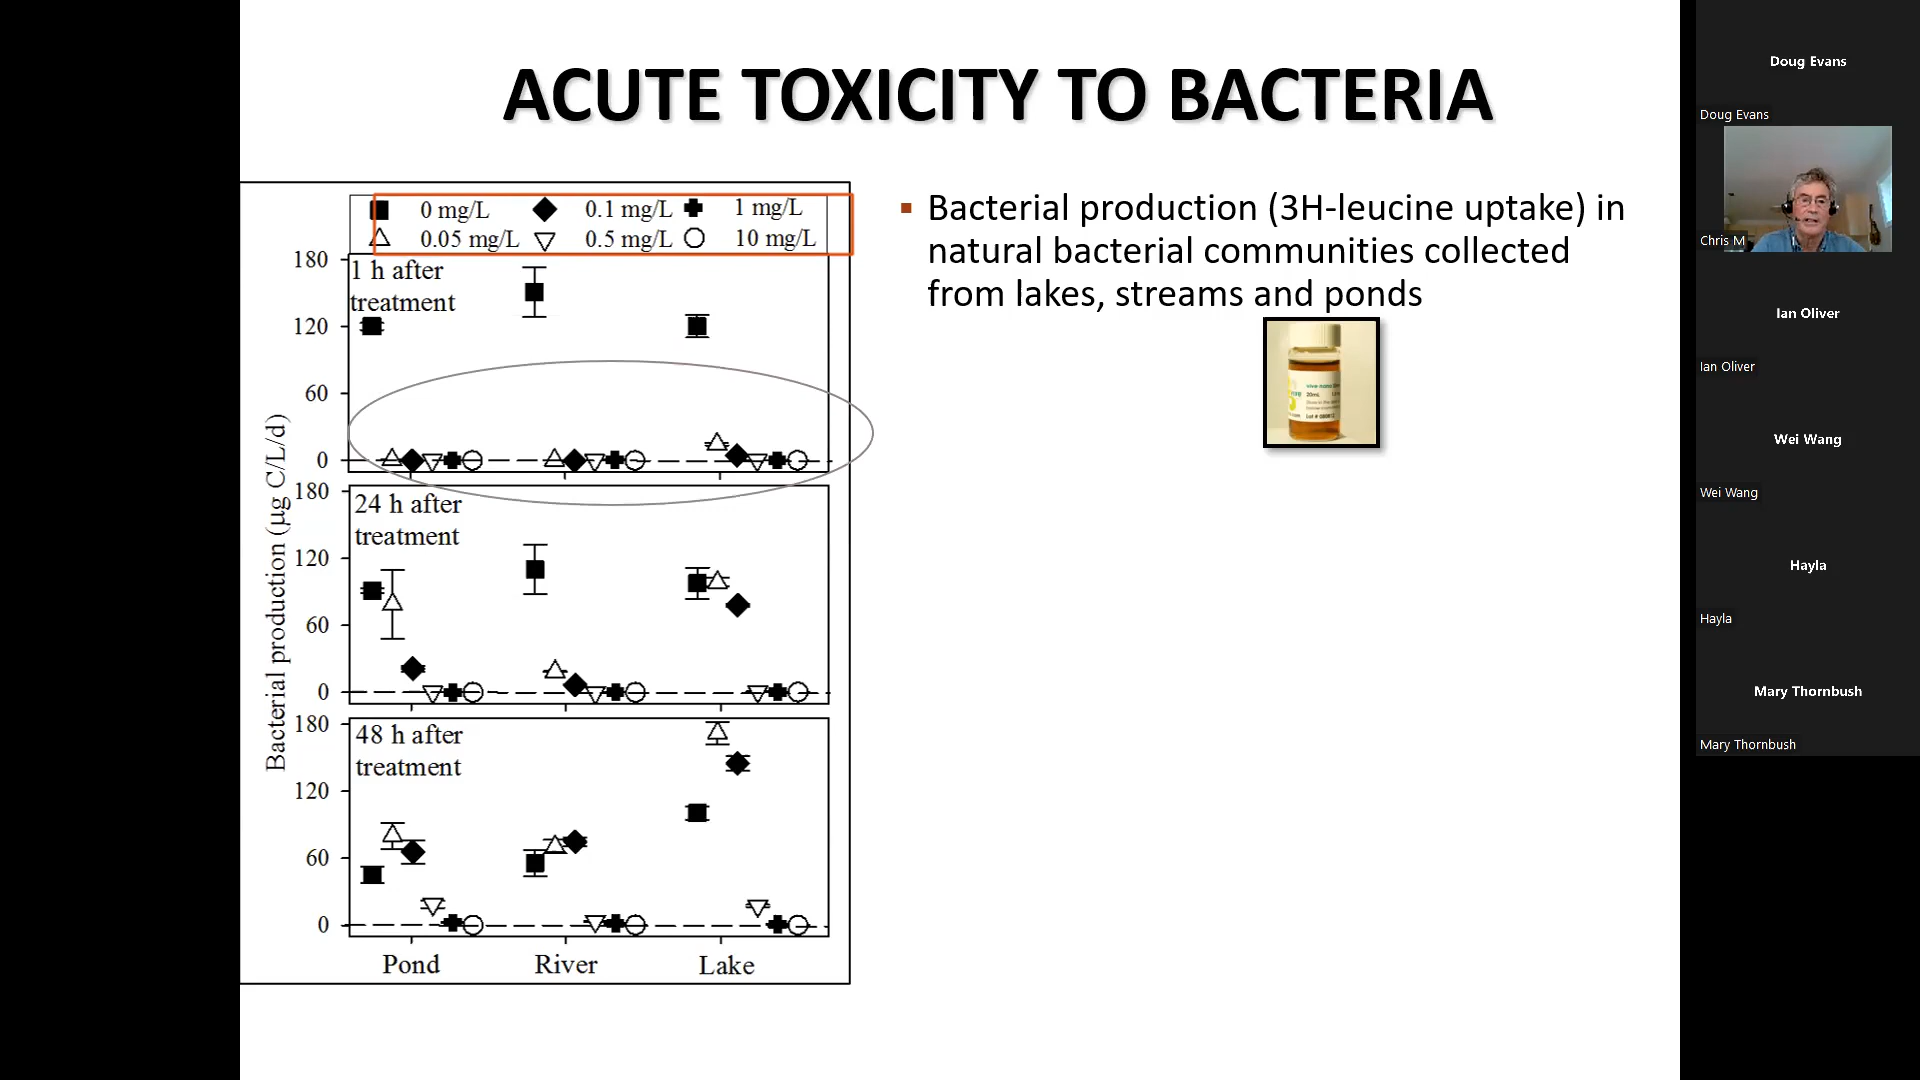 ACUTE TOXICITY TO BACTERIA
0 mg/L 0.1 mg/L 1 mg/L
0.05 mg/L 0.5 mg/L 10 mg/L
Bacterial production (µg C/L/d)
180
120
60
0
1 h after
treatment
180
120
60
0
24 h after
treatment
180
120
60
0
48 h after
treatment
Pond River Lake
▪ Bacterial production (3H-leucine uptake) in
natural bacterial communities collected
from lakes, streams and ponds
vive nano
20mL
Doug Evans
Doug Evans
Chris M
Ian Oliver
Ian Oliver
Wei Wang
Wei Wang
Hayla
Hayla
Mary Thornbush
Mary Thornbush